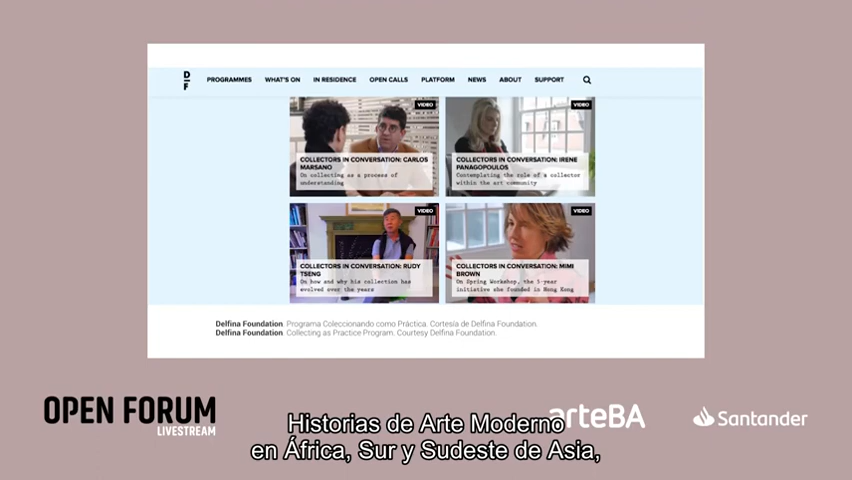 D
F
PROGRAMMES WHAT'S ON IN RESIDENCE OPEN CALLS PLATFORM NEWS ABOUT SUPPORT
VIDEO
COLLECTORS IN CONVERSATION: CARLOS
MARSANO
On collecting as a process of
understanding
VIDEO
COLLECTORS IN CONVERSATION: IRENE
PANAGOPOULOS
Contemplating the role of a collector
within the art community
VIDEO
COLLECTORS IN CONVERSATION: RUDY
TSENG
On how and why his collection has
evolved over the years
VIDEO
COLLECTORS IN CONVERSATION: MIMI
BROWN
On Spring Workshop, the 5-year
initiative she founded in Hong Kong
Delfina Foundation. Programa Coleccionando como Práctica. Cortesía de Delfina Foundation.
Delfina Foundation. Collecting as Practice Program. Courtesy Delfina Foundation.
OPEN FORUM
LIVESTREAM
arteBA
Santander
Historias de Arte Moderno
en África, Sur y Sudeste de Asia,